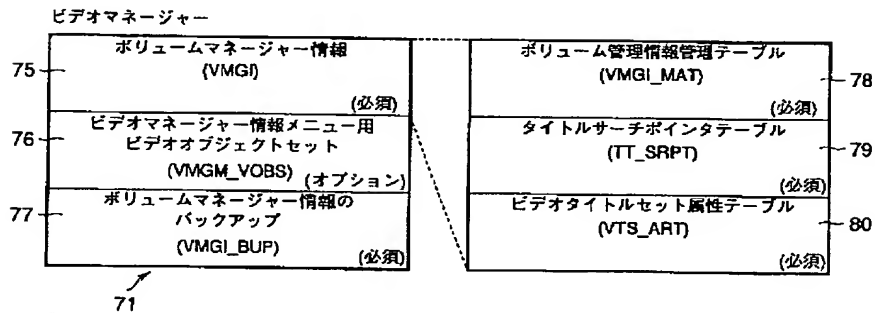 ビデオマネージャー
ボリュームマネージャー情報
(VMGI)
(必須)
75
ビデオマネージャー情報メニュー用
ビデオオブジェクトセット
(VMGM_VOBS) (オプション)
76
ボリュームマネージャー情報の
バックアップ
(VMGI_BUP)
(必須)
77
71
ボリューム管理情報管理テーブル
(VMGI_MAT)
(必須)
78
タイトルサーチポインタテーブル
(TT_SRPT)
(必須)
79
ビデオタイトルセット属性テーブル
(VTS_ART)
(必須)
80